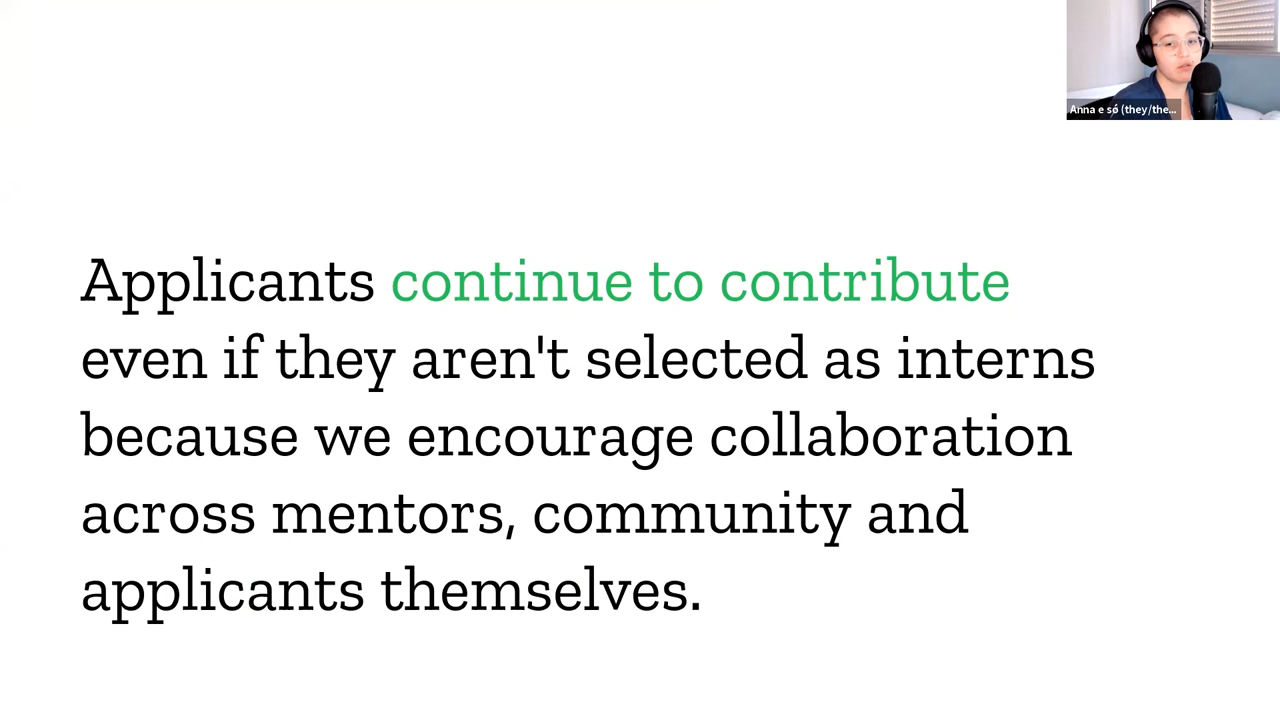 Anna e só (they/the...
Applicants continue to contribute
even if they aren't selected as interns
because we encourage collaboration
across mentors, community and
applicants themselves.